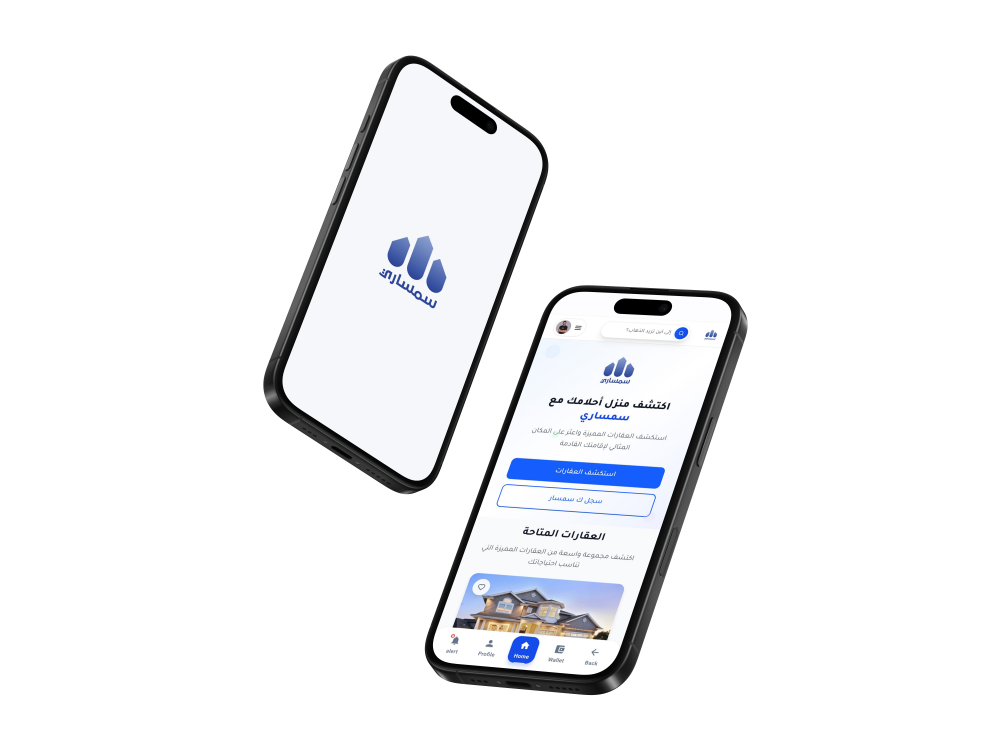 سمساري
إلى أين تريد الذهاب؟
سمساري
اكتشف منزل أحلامك مع
سمساري
استكشف العقارات المميزة واعثر على المكان
المثالي لإقامتك القادمة
استكشف العقارات
سجل ك سمسار
العقارات المتاحة
اكتشف مجموعة واسعة من العقارات المميزة التي
تناسب احتياجاتك
alert Profile Home Wallet Back